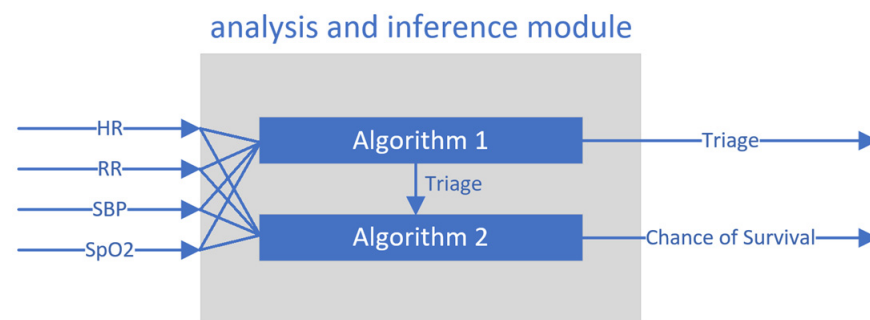 analysis and inference module
HR
RR
SBP
SpO2
Algorithm 1
Triage
Algorithm 2
Triage
Chance of Survival